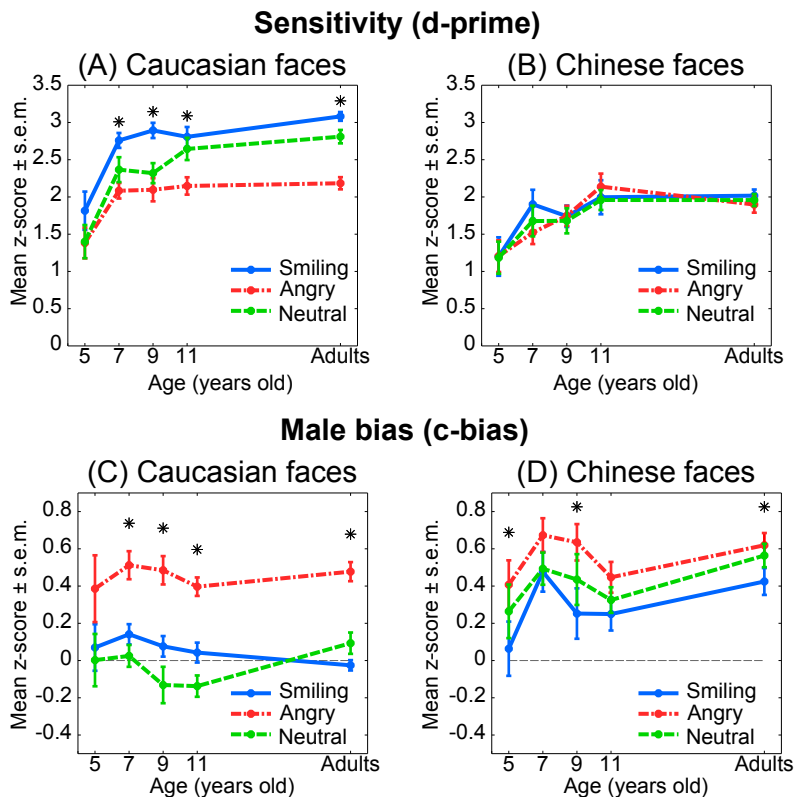 Sensitivity (d-prime)
(A) Caucasian faces
Mean z-score ± s.e.m.
3.5
3
2.5
2
1.5
1
0.5
0
* * * *
Smiling
Angry
Neutral
5 7 9 11 Adults
Age (years old)
(B) Chinese faces
Mean z-score ± s.e.m.
3.5
3
2.5
2
1.5
1
0.5
0
Smiling
Angry
Neutral
5 7 9 11 Adults
Age (years old)
Male bias (c-bias)
(C) Caucasian faces
Mean z-score ± s.e.m.
0.8
0.6
0.4
0.2
0
-0.2
-0.4
* * * *
Smiling
Angry
Neutral
5 7 9 11 Adults
Age (years old)
(D) Chinese faces
Mean z-score ± s.e.m.
0.8
0.6
0.4
0.2
0
-0.2
-0.4
* * *
Smiling
Angry
Neutral
5 7 9 11 Adults
Age (years old)